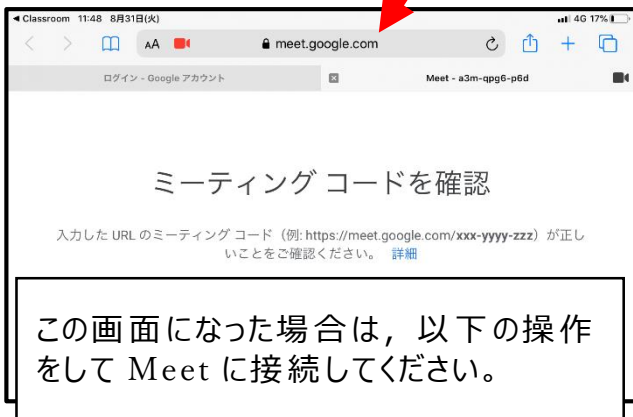 Classroom 11:48 8月31日(火) 4G 17%
AA meet.google.com
ログイン - Google アカウント Meet - a3m-qpg6-p6d
ミーティング コードを確認
入力した URL のミーティング コード（例: https://meet.google.com/xxx-yyyy-zzz）が正し
いことをご確認ください。 詳細
この画面になった場合は，以下の操作
をして Meet に接続してください。